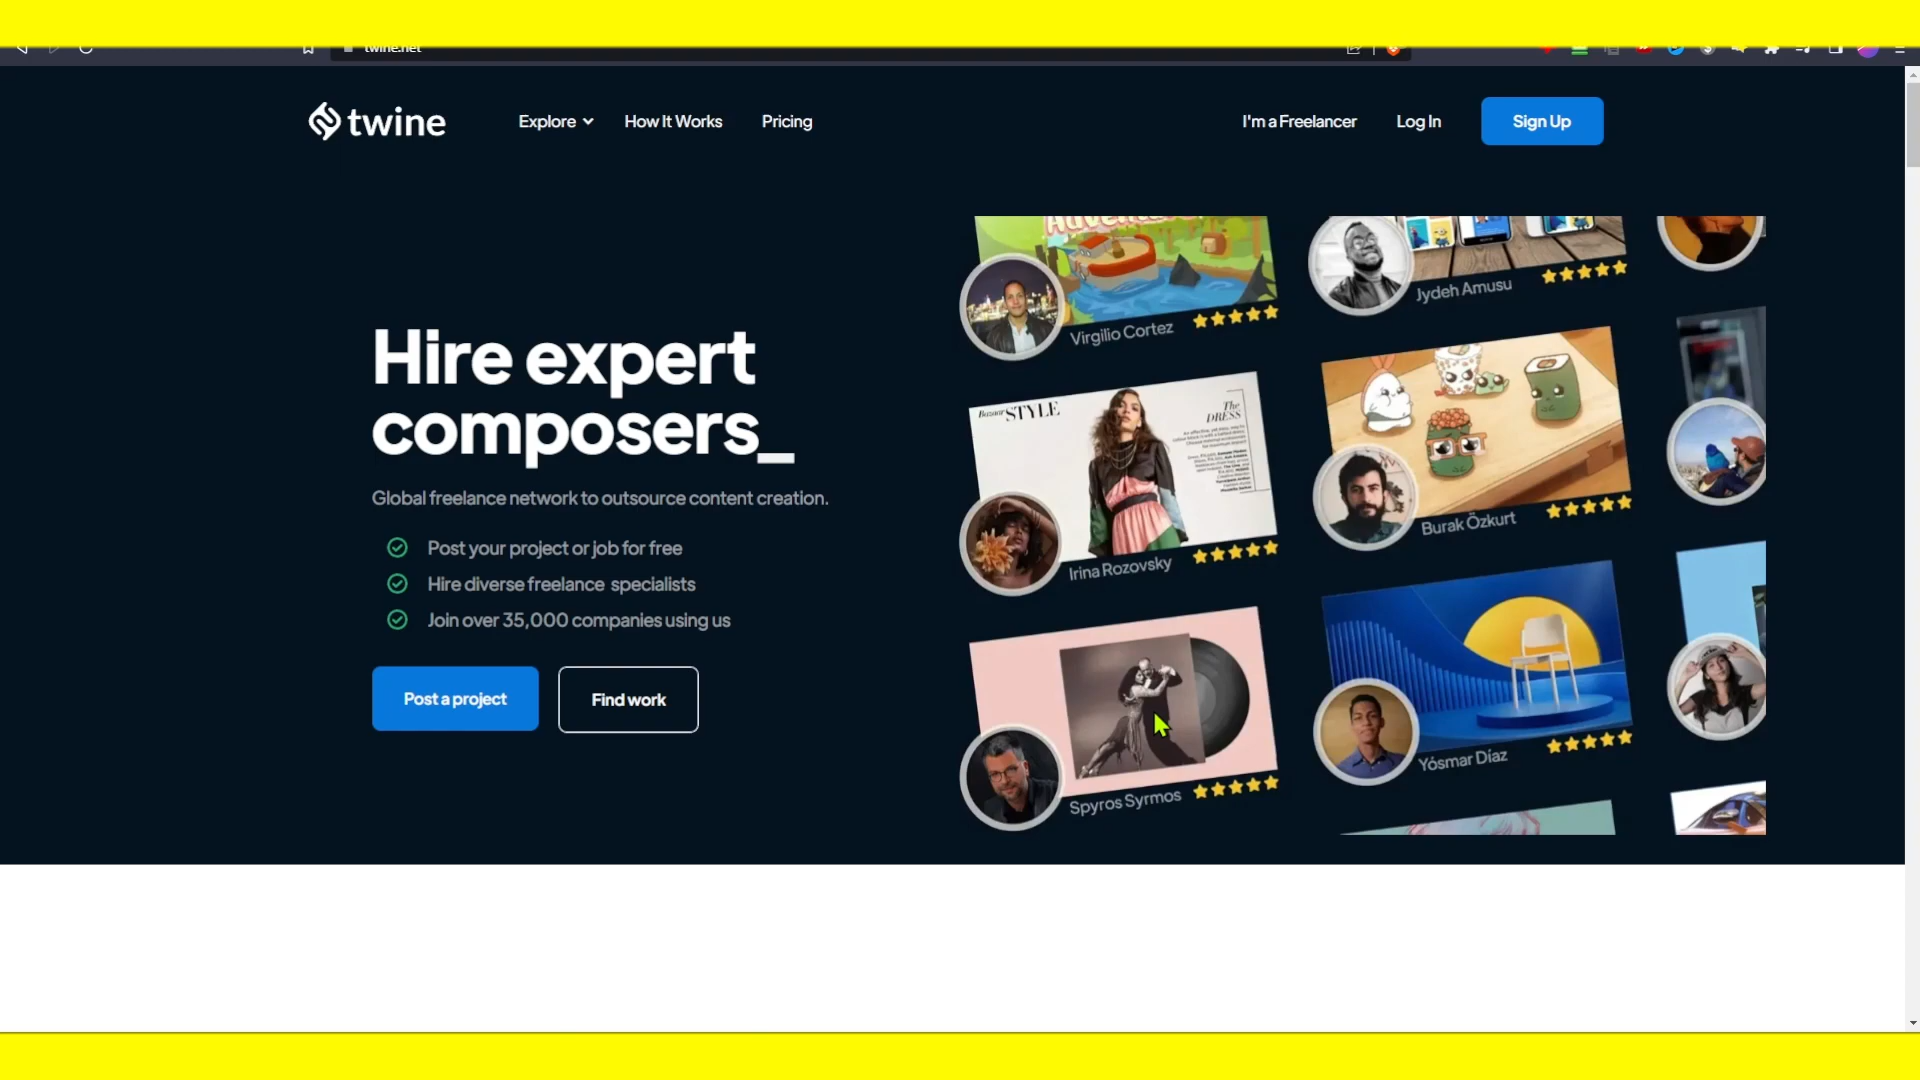 twine.net
twine
Explore
How It Works
Pricing
I'm a Freelancer
Log In
Sign Up
Hire expert
composers_
Global freelance network to outsource content creation.
Post your project or job for free
Hire diverse freelance specialists
Join over 35,000 companies using us
Post a project
Find work
Virgilio Cortez
Jydeh Amusu
Bazaar STYLE
The
DRESS
Irina Rozovsky
Burak Özkurt
Spyros Syrmos
Yósmar Díaz